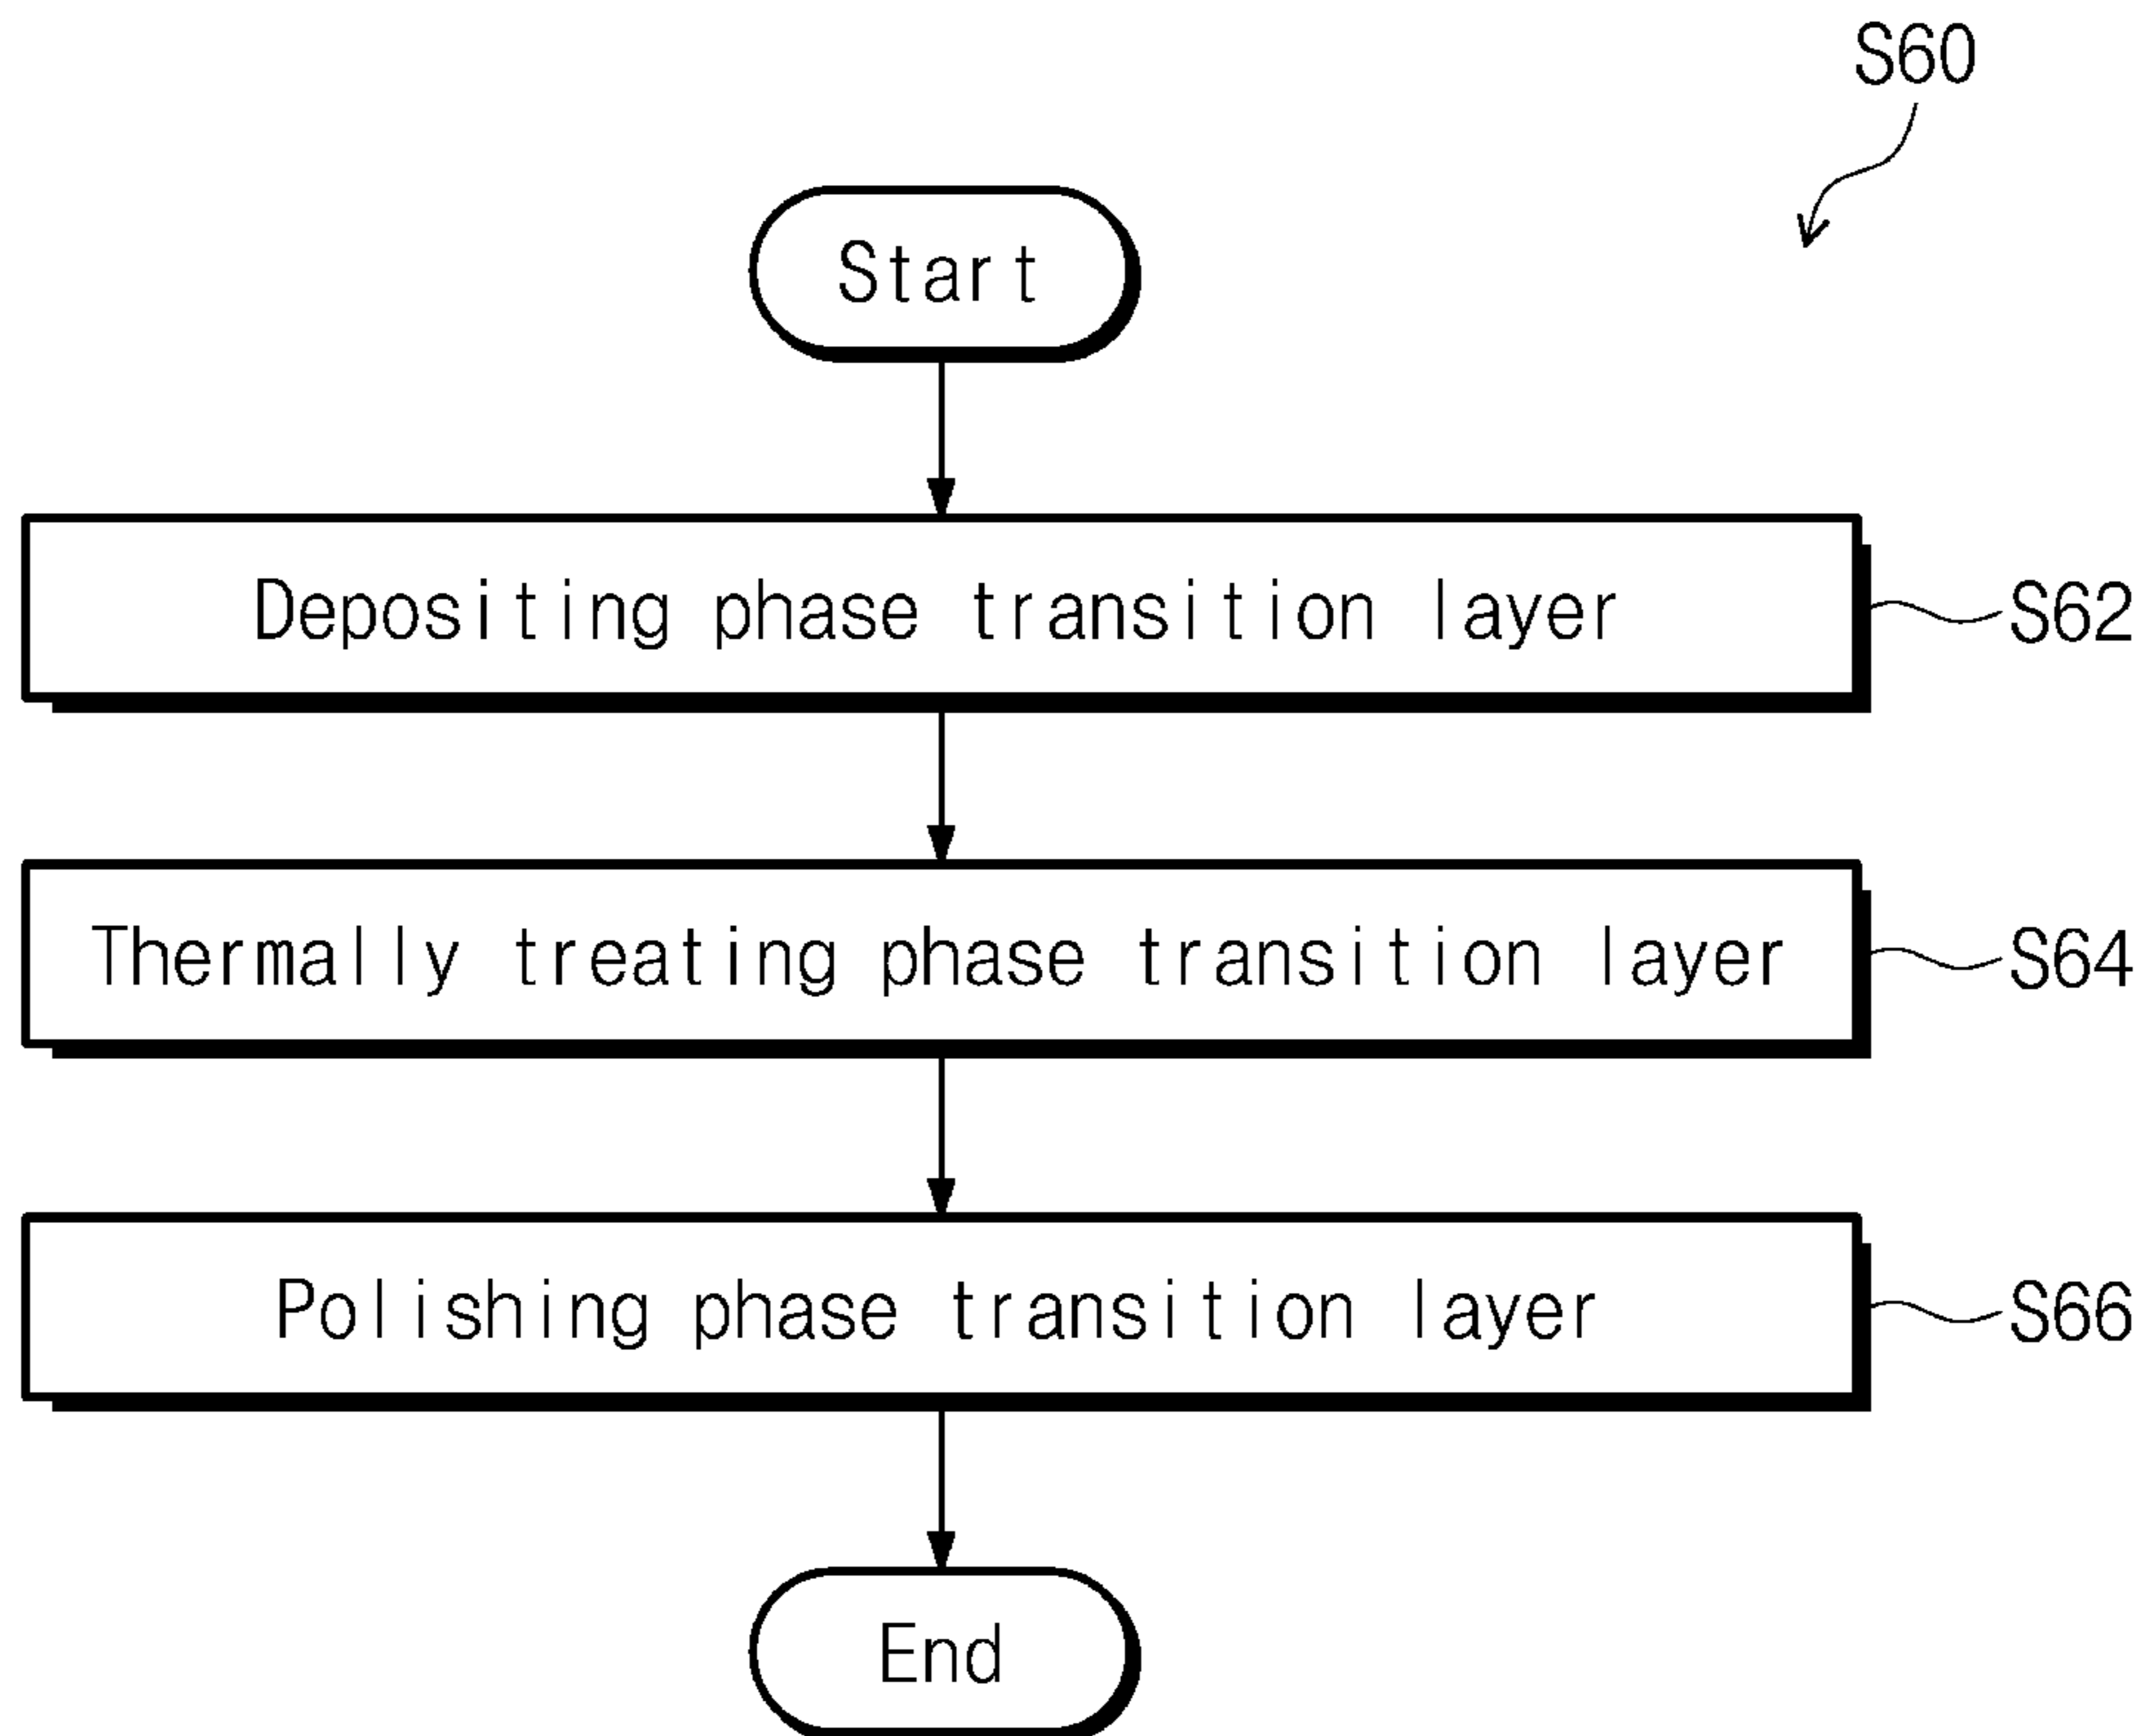 S60
Start
Depositing phase transition layer
S62
Thermally treating phase transition layer
S64
Polishing phase transition layer
S66
End